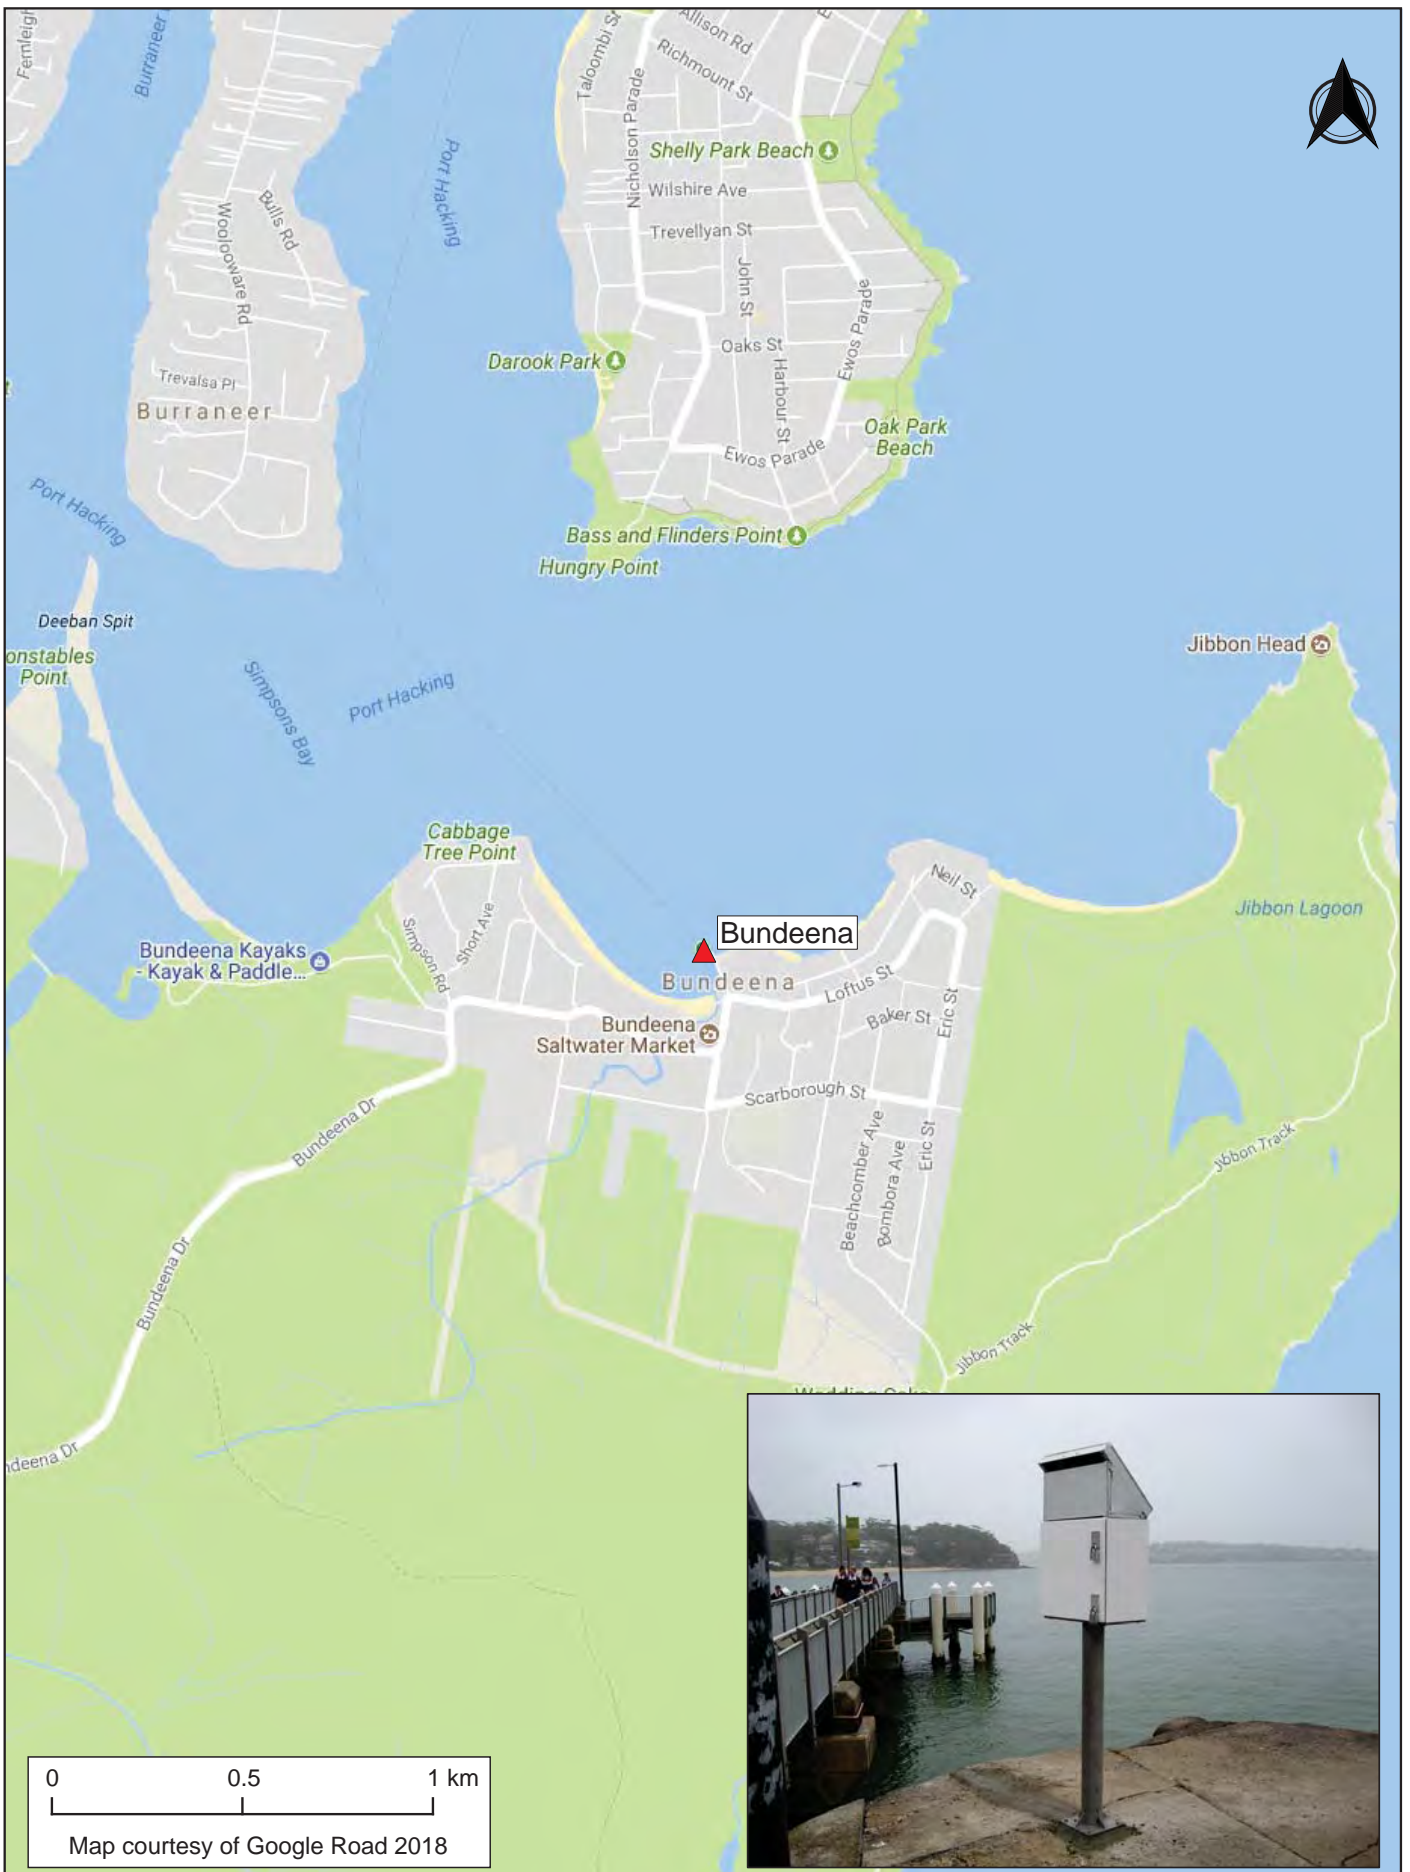 Fernleigh
Burraneer
Taloombi St
Allison Rd
Richmount St
Nicholson Parade
Port Hacking
Shelly Park Beach
Wilshire Ave
Bulls Rd
Woolooware Rd
Trevellyan St
John St
Ewos Parade
Oaks St
Harbour St
Darook Park
Trevalsa Pl
Burraneer
Oak Park
Beach
Ewos Parade
Port Hacking
Bass and Flinders Point
Hungry Point
Deeban Spit
onstables
Point
Jibbon Head
Simpsons Bay
Port Hacking
Cabbage
Tree Point
Neil St
Jibbon Lagoon
Simpson Rd
Short Ave
Bundeena
Bundeena Kayaks
- Kayak & Paddle...
Bundeena
Loftus St
Baker St
Eric St
Bundeena
Saltwater Market
Scarborough St
Bundeena Dr
Beachcomber Ave
Bombora Ave
Eric St
Jibbon Track
Bundeena Dr
Jibbon Track
ndeena Dr
0 0.5 1 km
Map courtesy of Google Road 2018